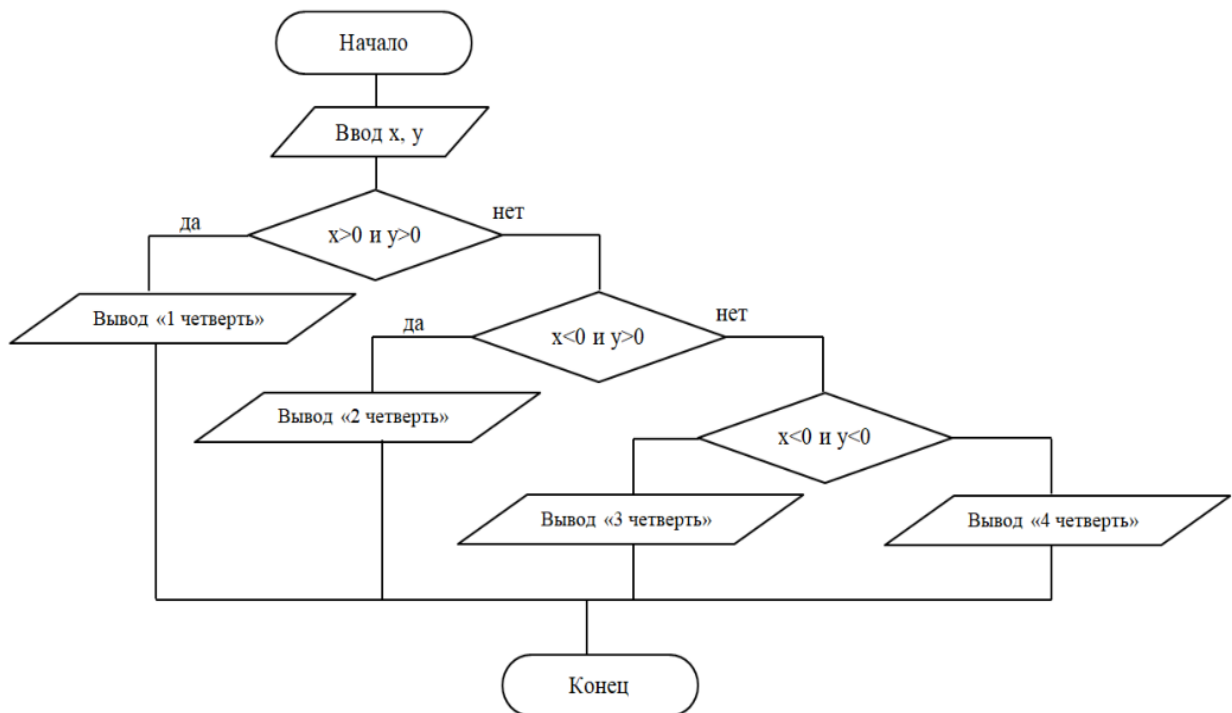 Начало
Ввод x, y
да
нет
x>0 и y>0
Вывод «1 четверть»
да
нет
x<0 и y>0
Вывод «2 четверть»
x<0 и y<0
Вывод «3 четверть»
Вывод «4 четверть»
Конец